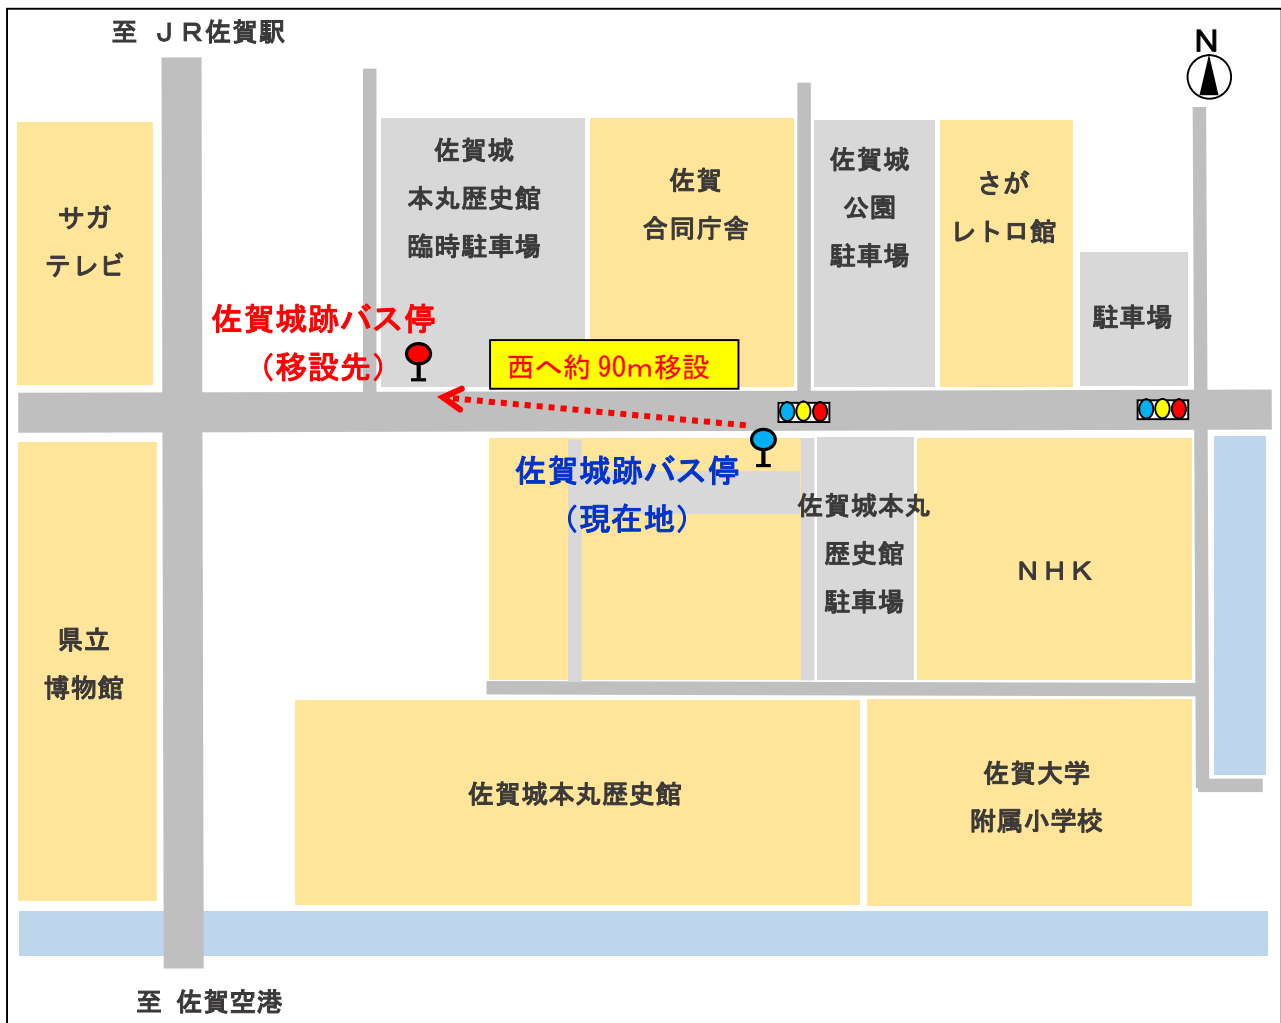 至 ＪＲ佐賀駅
N
サガ
テレビ
佐賀城
本丸歴史館
臨時駐車場
佐賀
合同庁舎
佐賀城
公園
駐車場
さが
レトロ館
駐車場
佐賀城跡バス停
（移設先）
西へ約 90ｍ移設
佐賀城跡バス停
（現在地）
佐賀城本丸
歴史館
駐車場
ＮＨＫ
県立
博物館
佐賀城本丸歴史館
佐賀大学
附属小学校
至 佐賀空港